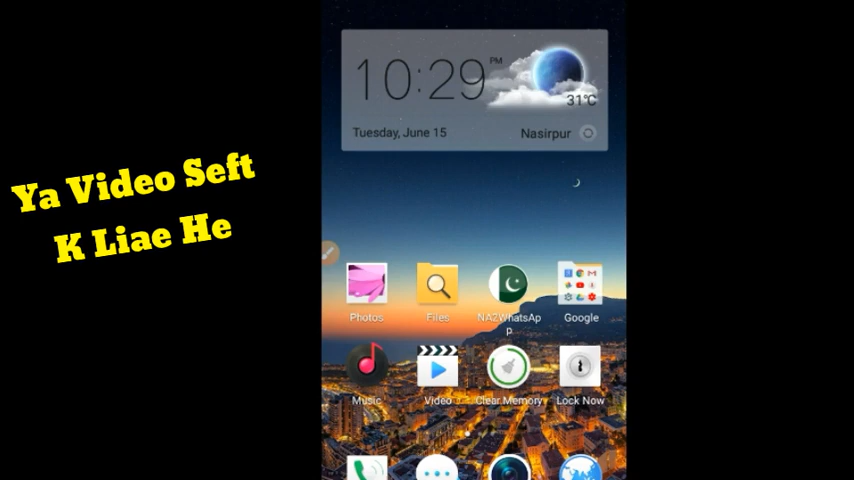 Ya Video Seft
K Liae He
10:29 PM
31°C
Tuesday, June 15 Nasirpur
Photos Files NA2WhatsAp
p Google
Music Video Clear Memory Lock Now